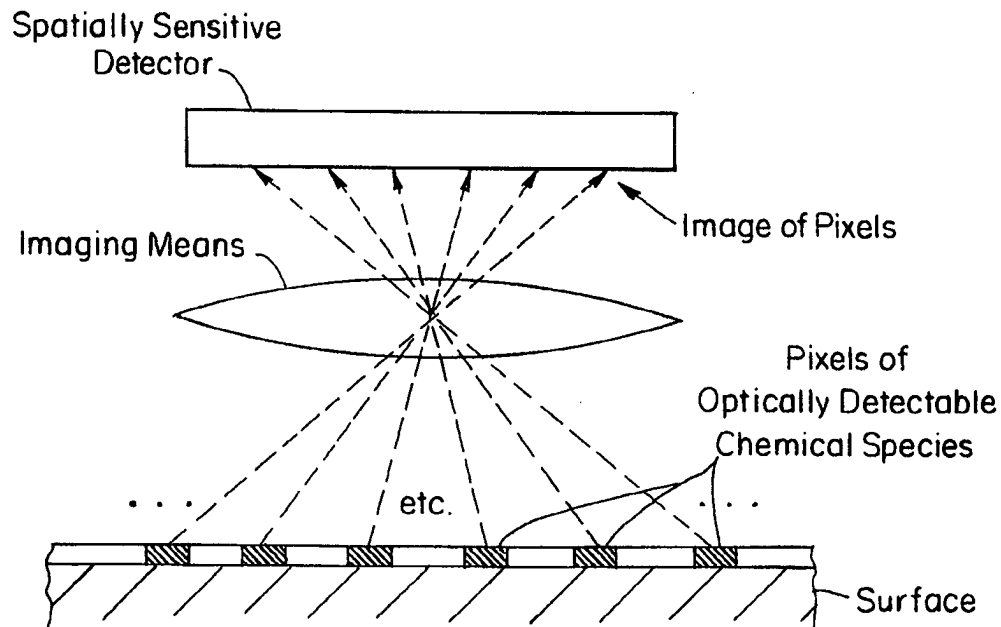 Spatially Sensitive
Detector
Image of Pixels
Imaging Means
Pixels of
Optically Detectable
Chemical Species
. . .
etc.
. . .
Surface